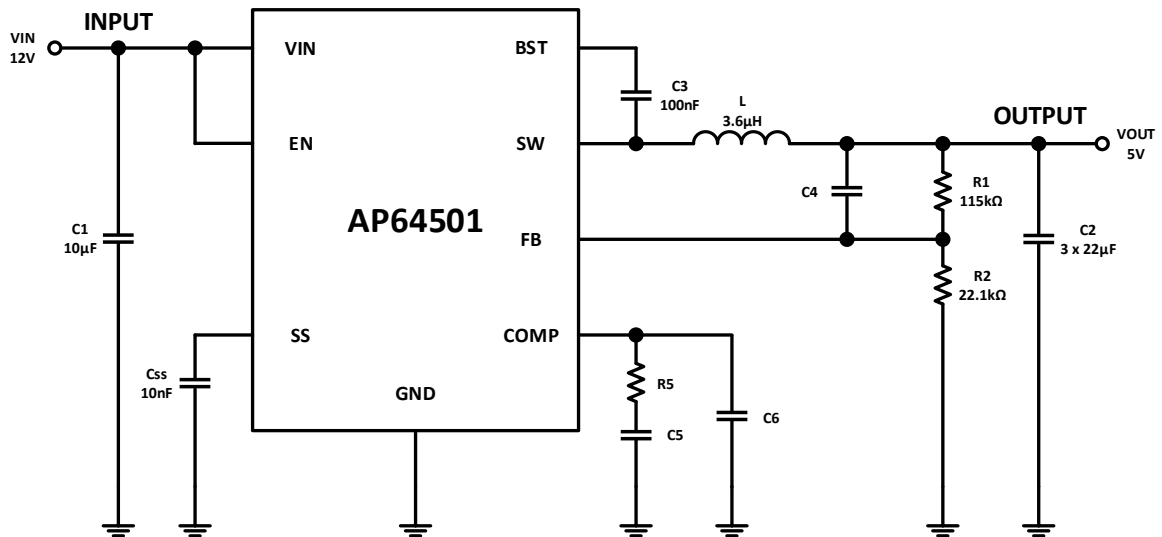 INPUT
VIN
12V
VIN
BST
C3
100nF
L
3.6µH
OUTPUT
VOUT
5V
EN
SW
C4
R1
115kΩ
AP64501
C1
10µF
FB
C2
3 x 22µF
R2
22.1kΩ
SS
COMP
Css
10nF
GND
R5
C5
C6